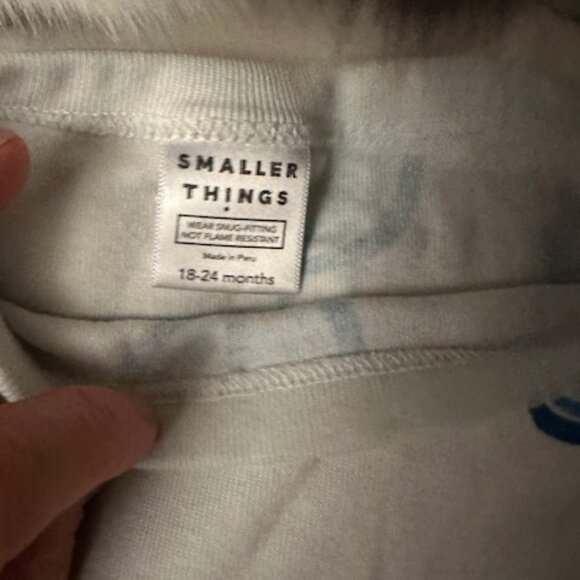 SMALLER
THINGS
WEAR SNUG-FITTING
NOT FLAME RESISTANT
Made in Peru
18-24 months